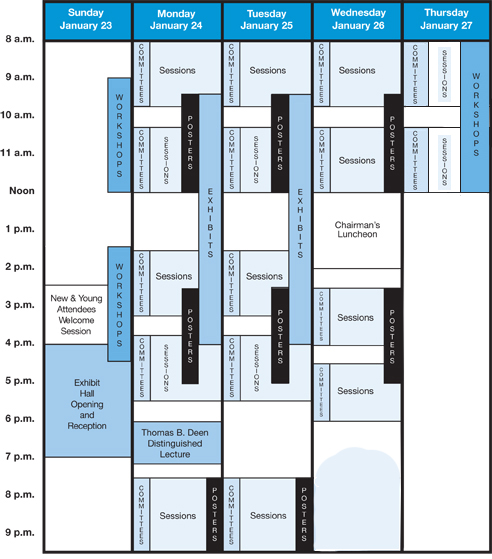 Sunday
January 23
Monday
January 24
Tuesday
January 25
Wednesday
January 26
Thursday
January 27
8 a.m.
9 a.m.
10 a.m.
11 a.m.
Noon
1 p.m.
2 p.m.
3 p.m.
4 p.m.
5 p.m.
6 p.m.
7 p.m.
8 p.m.
9 p.m.
WORKSHOPS
WORKSHOPS
New & Young
Attendees
Welcome
Session
Exhibit
Hall
Opening
and
Reception
COMMITTEES
Sessions
COMMITTEES
SESSIONS
POSTERS
EXHIBITS
COMMITTEES
Sessions
POSTERS
COMMITTEES
SESSIONS
Thomas B. Deen
Distinguished
Lecture
COMMITTEES
Sessions
POSTERS
COMMITTEES
Sessions
COMMITTEES
SESSIONS
POSTERS
EXHIBITS
COMMITTEES
Sessions
POSTERS
COMMITTEES
SESSIONS
COMMITTEES
Sessions
POSTERS
COMMITTEES
Sessions
POSTERS
COMMITTEES
Sessions
Chairman's
Luncheon
COMMITTEES
Sessions
POSTERS
COMMITTEES
Sessions
COMMITTEES
SESSIONS
WORKSHOPS
COMMITTEES
SESSIONS